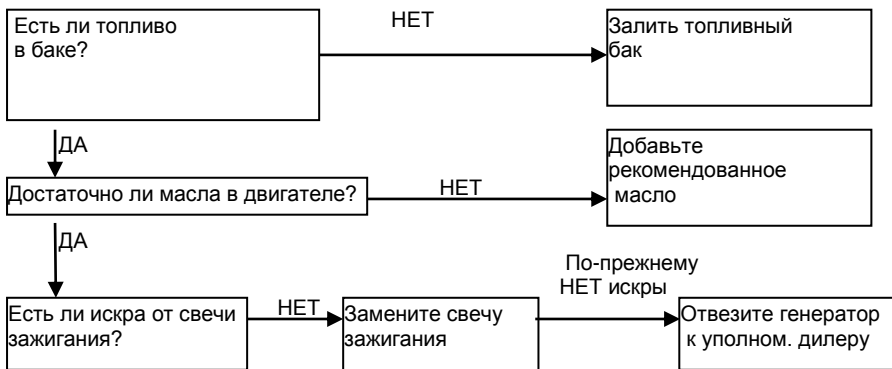 Есть ли топливо
в баке?
НЕТ
Залить топливный
бак
ДА
Достаточно ли масла в двигателе?
НЕТ
Добавьте
рекомендованное
масло
ДА
Есть ли искра от свечи
зажигания?
НЕТ
Замените свечу
зажигания
По-прежнему
НЕТ искры
Отвезите генератор
к уполном. дилеру